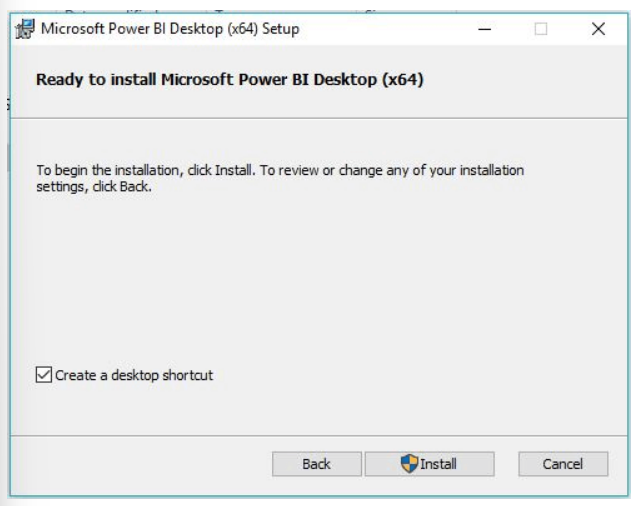 Microsoft Power BI Desktop (x64) Setup
Ready to install Microsoft Power BI Desktop (x64)
To begin the installation, click Install. To review or change any of your installation
settings, click Back.
Create a desktop shortcut
Back
Install
Cancel